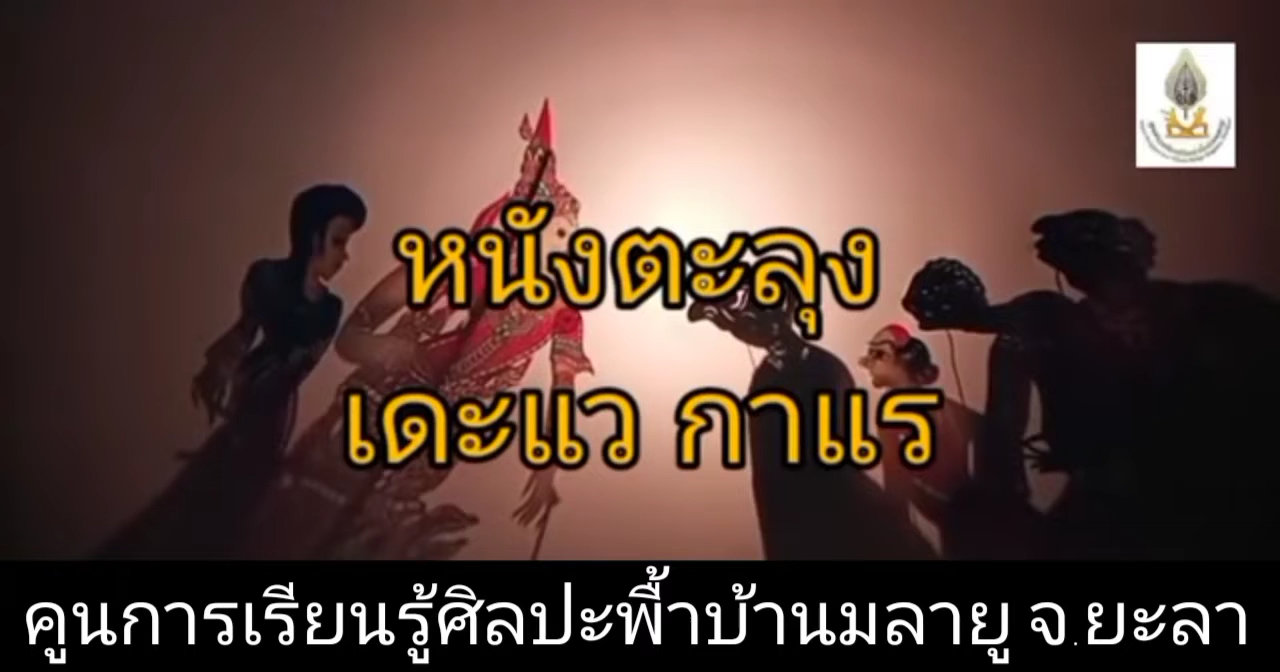 หนังตะลุง
เดะแว กาแร
คูนการเรียนรู้ศิลปะพื้าบ้านมลายู จ.ยะลา